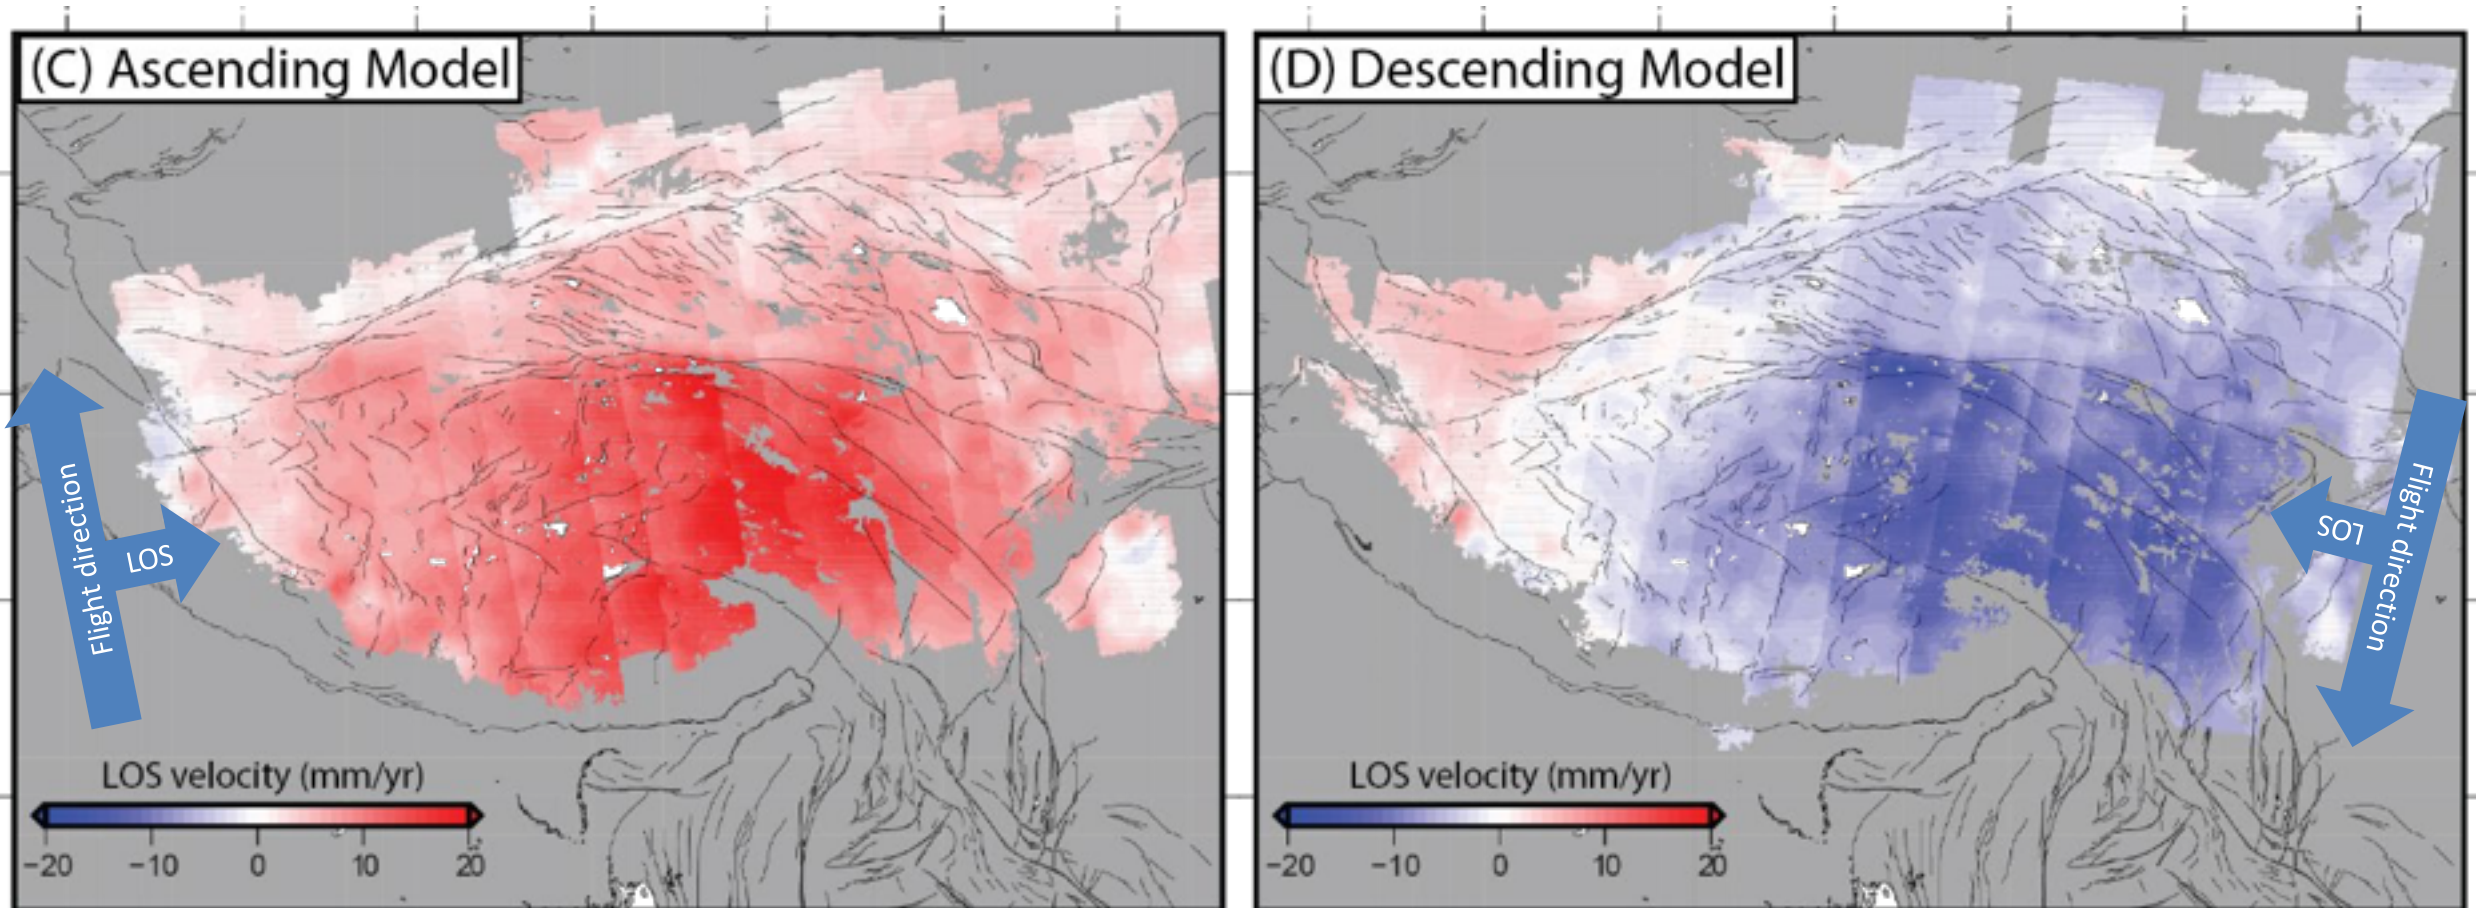 (C) Ascending Model
Flight direction
LOS
LOS velocity (mm/yr)
−20 −10 0 10 20
(D) Descending Model
Flight direction
LOS
LOS velocity (mm/yr)
−20 −10 0 10 20